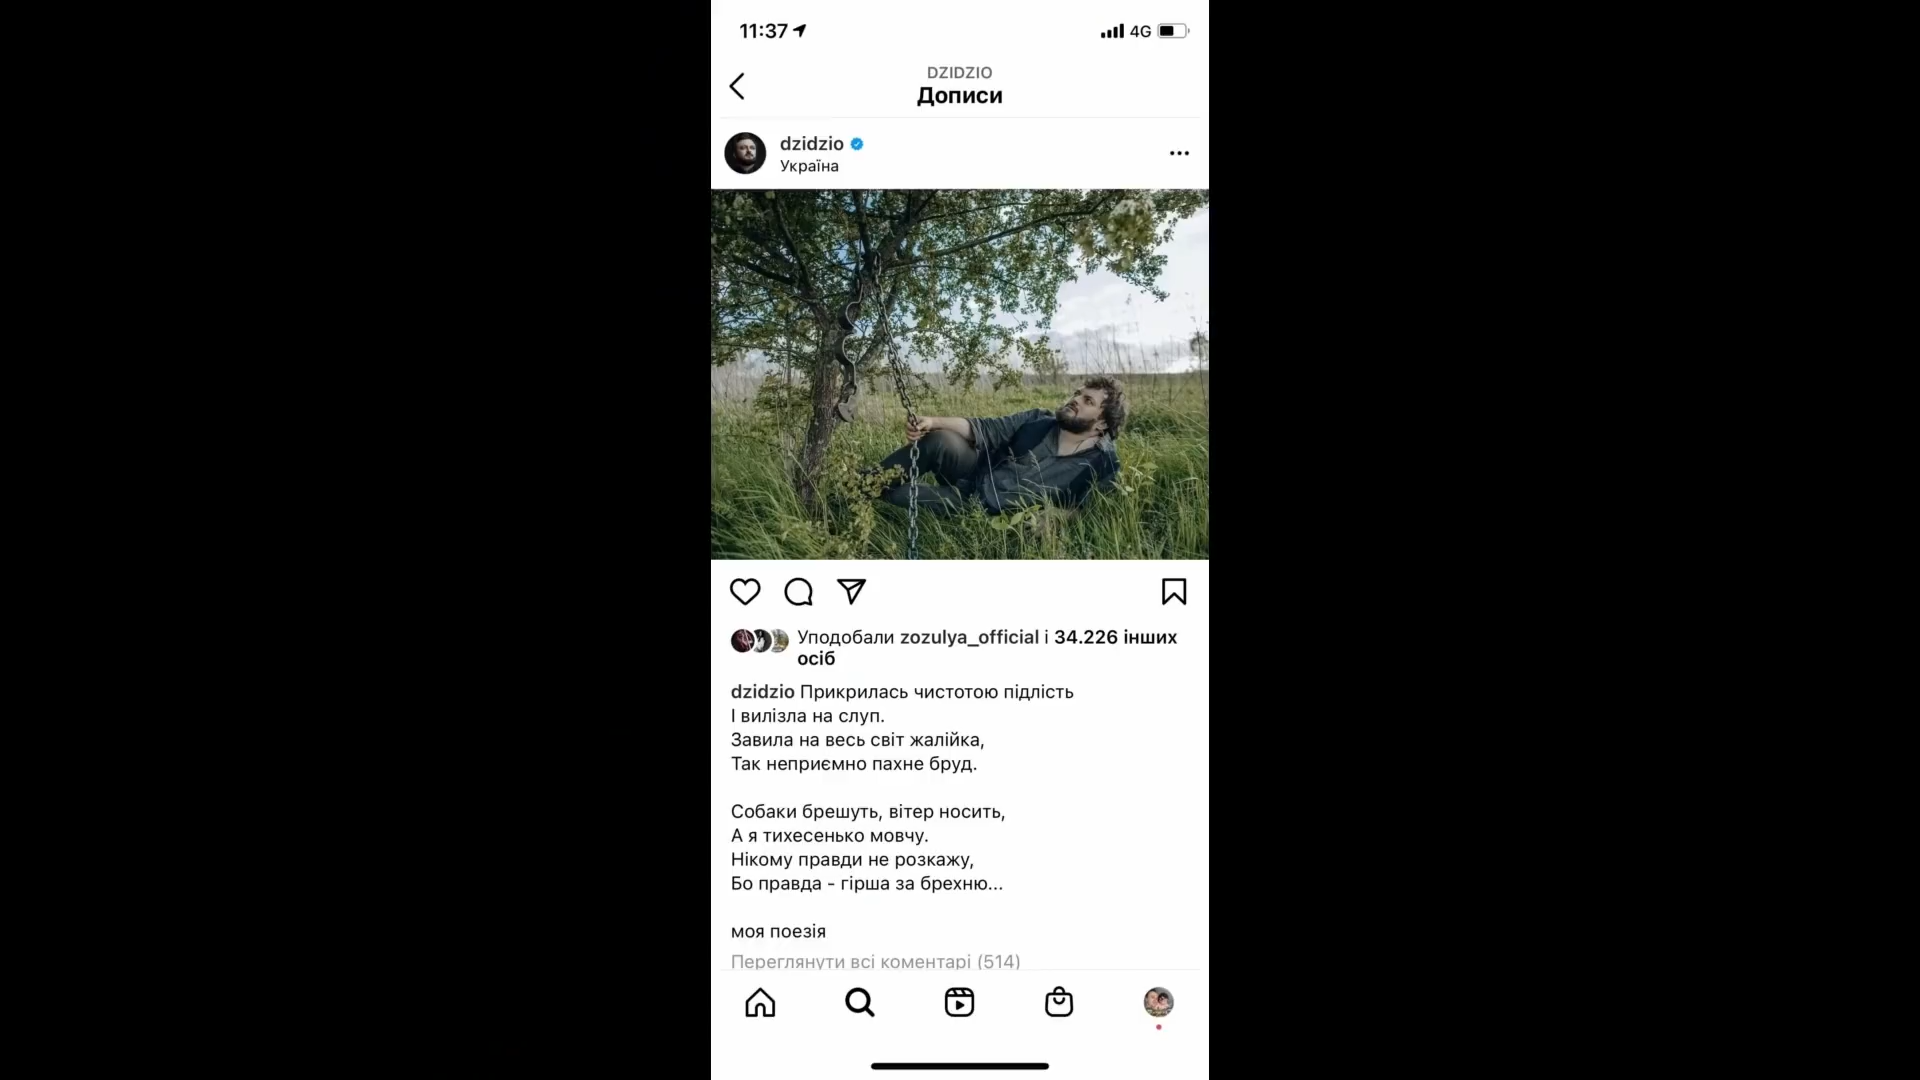 11:37
4G
DZIDZIO
Дописи
dzidzio
Україна
Уподобали zozulya_official і 34.226 інших
осіб
dzidzio Прикрилась чистотою підлість
І вилізла на слуп.
Завила на весь світ жалійка,
Так неприємно пахне бруд.
Собаки брешуть, вітер носить,
А я тихесенько мовчу.
Нікому правди не розкажу,
Бо правда - гірша за брехню...
моя поезія
Переглянути всі коментарі (514)